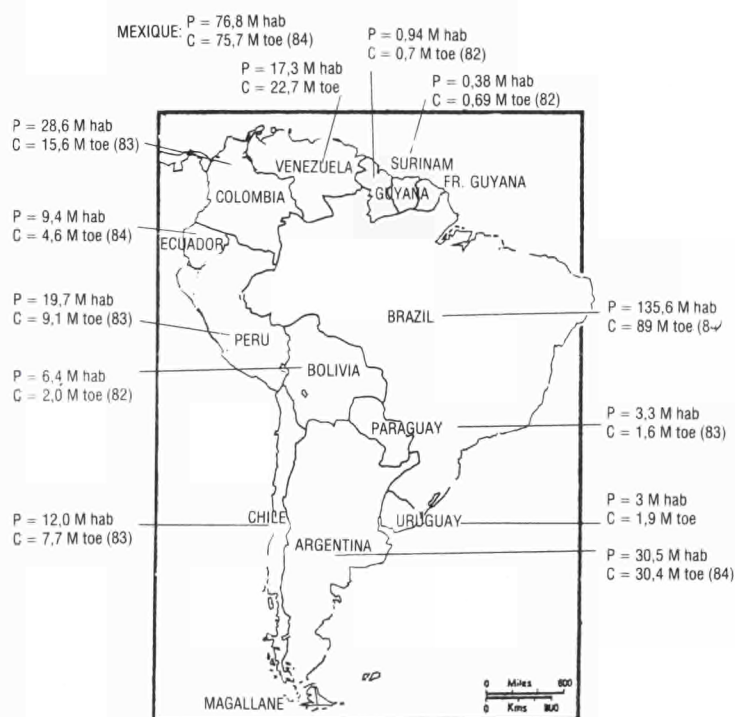 MEXIQUE: P = 76,8 M hab
C = 75,7 M toe (84)
P = 0,94 M hab
C = 0,7 M toe (82)
P = 17,3 M hab
C = 22,7 M toe
P = 0,38 M hab
C = 0,69 M toe (82)
P = 28,6 M hab
C = 15,6 M toe (83)
VENEZUELA
SURINAM
FR. GUYANA
GUYANA
COLOMBIA
P = 9,4 M hab
C = 4,6 M toe (84)
ECUADOR
P = 19,7 M hab
C = 9,1 M toe (83)
BRAZIL
P = 135,6 M hab
C = 89 M toe
PERU
P = 6,4 M hab
C = 2,0 M toe (82)
BOLIVIA
PARAGUAY
P = 3,3 M hab
C = 1,6 M toe (83)
P = 12,0 M hab
C = 7,7 M toe (83)
CHILE
URUGUAY
P = 3 M hab
C = 1,9 M toe
ARGENTINA
P = 30,5 M hab
C = 30,4 M toe (84)
MAGALLANE
0 Miles 600
0 Kms